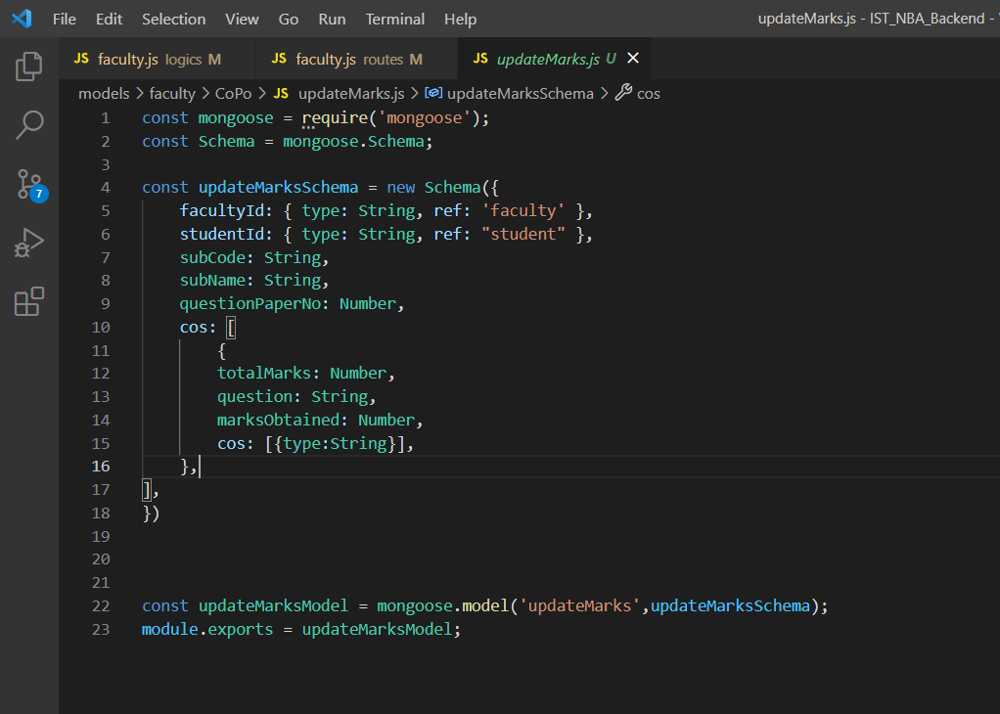 File Edit Selection View Go Run Terminal Help updateMarks.js - IST_NBA_Backend -
JS faculty.js logics M JS faculty.js routes M JS updateMarks.js U
models > faculty > CoPo > JS updateMarks.js > updateMarksSchema > cos
7
1 const mongoose = require('mongoose');
2 const Schema = mongoose.Schema;
3
4 const updateMarksSchema = new Schema({
5 facultyId: { type: String, ref: 'faculty' },
6 studentId: { type: String, ref: "student" },
7 subCode: String,
8 subName: String,
9 questionPaperNo: Number,
10 cos: [
11 {
12 totalMarks: Number,
13 question: String,
14 marksObtained: Number,
15 cos: [{type:String}],
16 },
17 ],
18 })
19
20
21
22 const updateMarksModel = mongoose.model('updateMarks',updateMarksSchema);
23 module.exports = updateMarksModel;